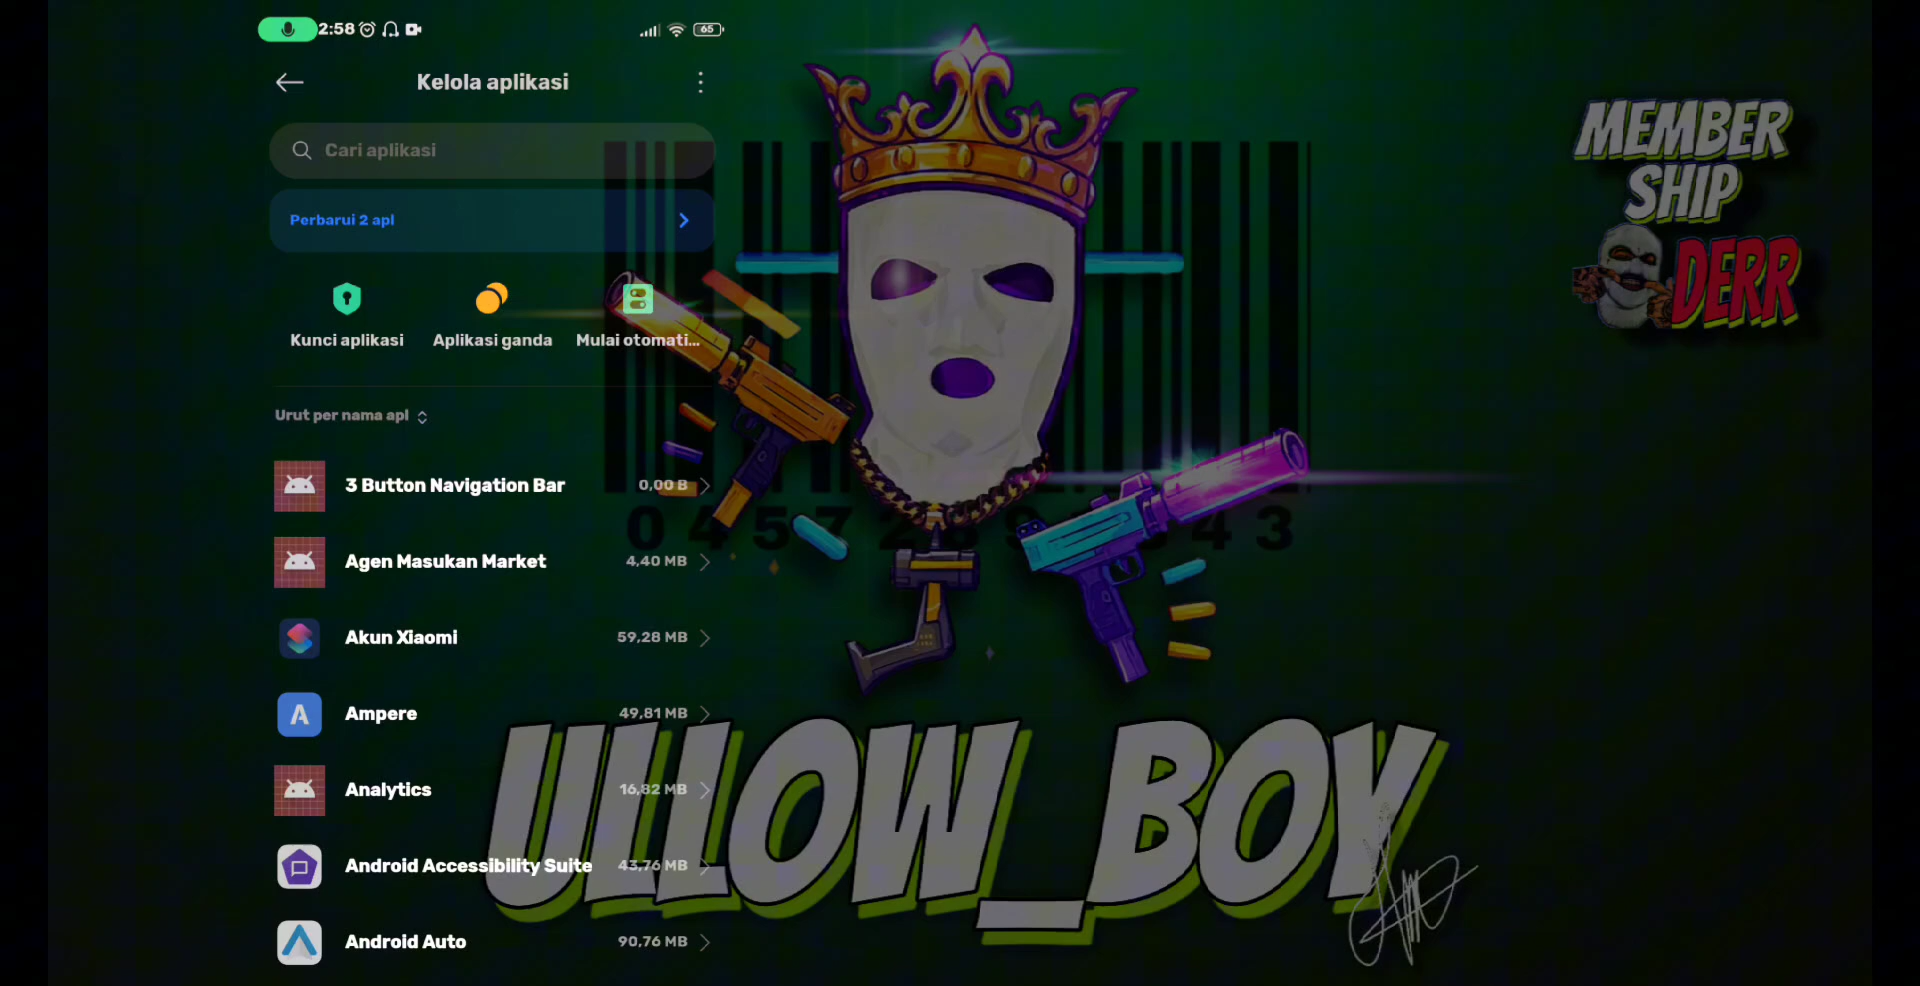 2:58
65
Kelola aplikasi
Cari aplikasi
Perbarui 2 apl
Kunci aplikasi
Aplikasi ganda
Mulai otomati...
Urut per nama apl
3 Button Navigation Bar 0,00 B
Agen Masukan Market 4,40 MB
Akun Xiaomi 59,28 MB
Ampere 49,81 MB
Analytics 16,82 MB
Android Accessibility Suite 43,76 MB
Android Auto 90,76 MB
MEMBER
SHIP
DERR
ULLOW_BOY